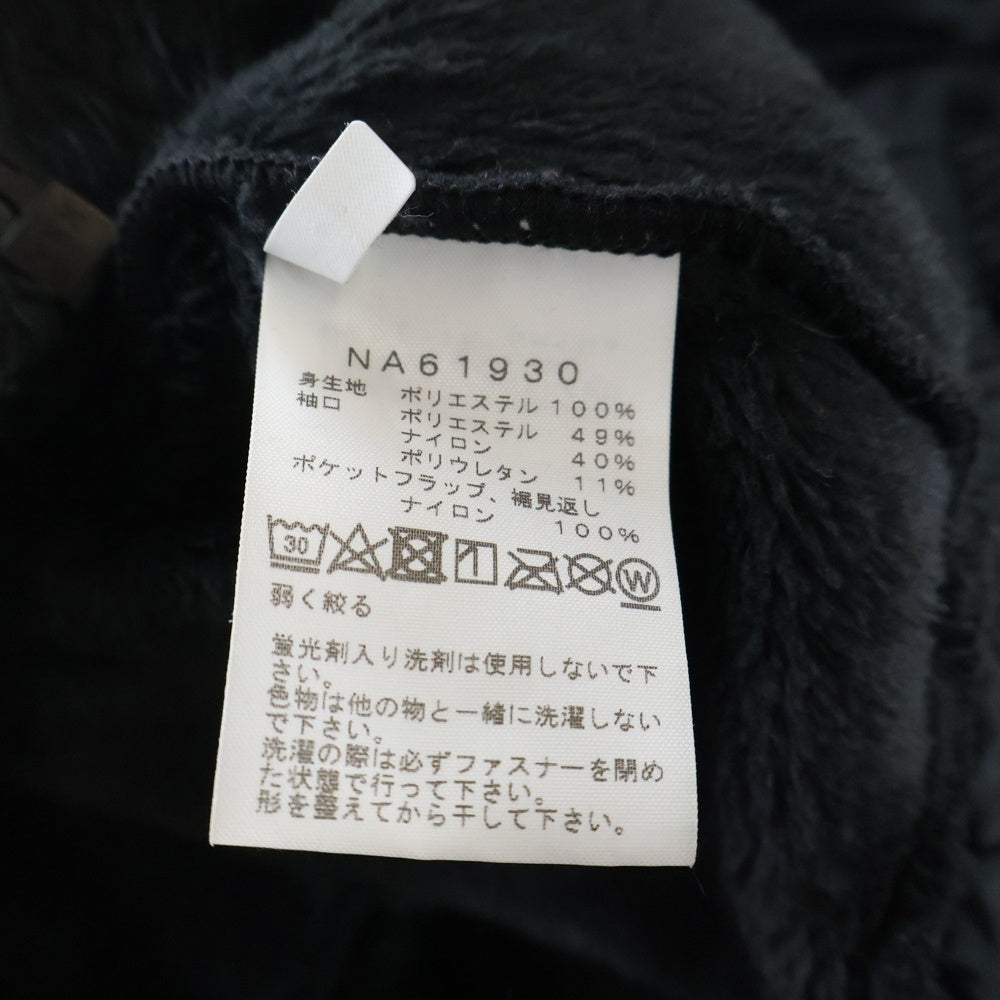 NA61930
身生地 ポリエステル 100%
袖口 ポリエステル 49%
ナイロン 40%
ポリウレタン 11%
ポケットフラップ、裾見返し
ナイロン 100%
30 W
弱く絞る
蛍光剤入り洗剤は使用しないで下
さい。
色物は他の物と一緒に洗濯しない
で下さい。
洗濯の際は必ずファスナーを閉め
た状態で行って下さい。
形を整えてから干して下さい。